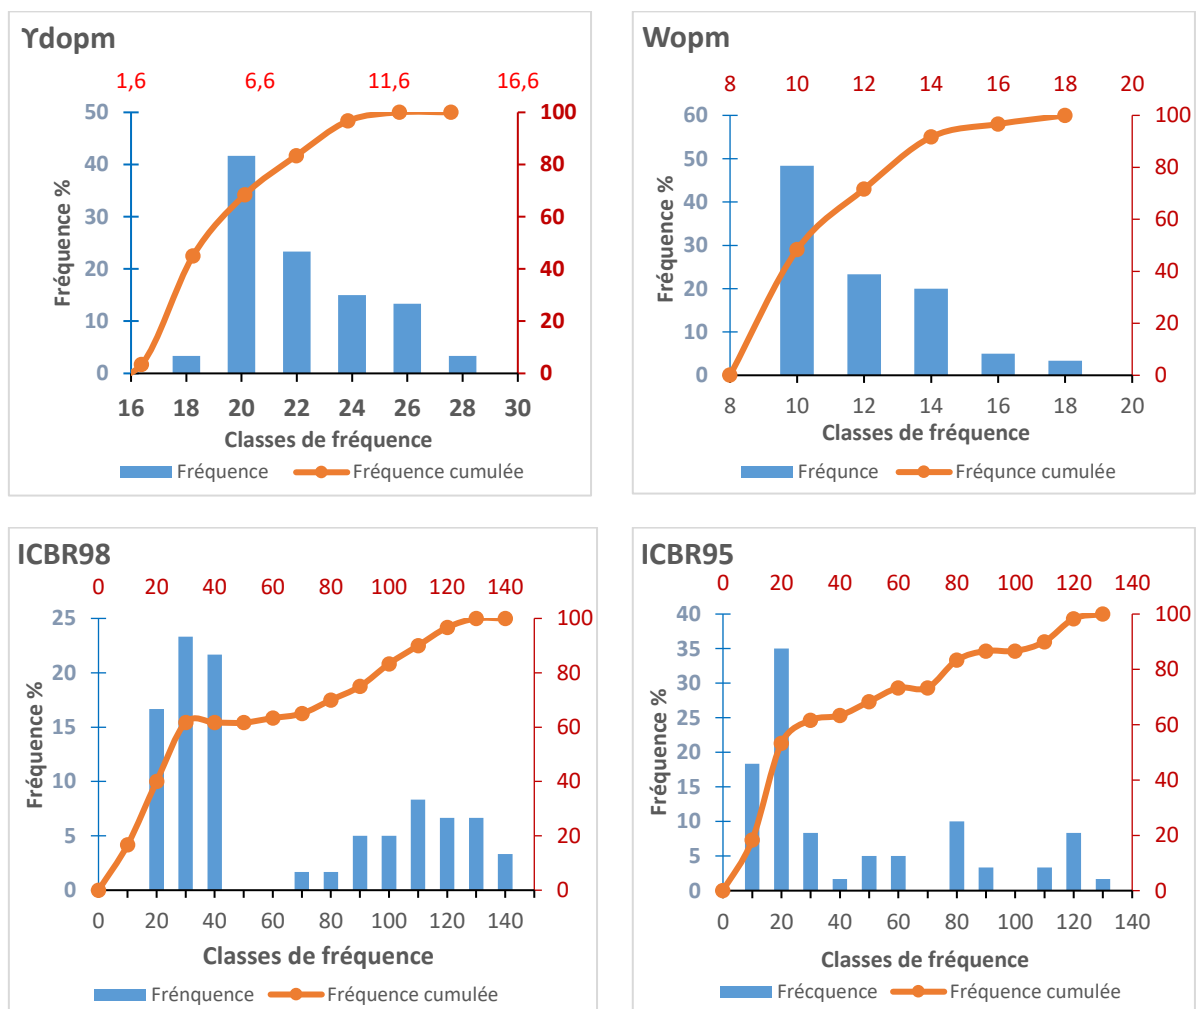 ϒdopm
1,6 6,6 11,6 16,6
50 100
40 80
30 60
20 40
10 20
0 0
Fréquence %
16 18 20 22 24 26 28 30
Classes de fréquence
Fréquence Fréquence cumulée
Wopm
8 10 12 14 16 18 20
60 100
50 80
40 60
30 40
20 20
10 0
0
Fréquence %
8 10 12 14 16 18 20
Classes de fréquence
Fréqunce Fréqunce cumulée
ICBR98
0 20 40 60 80 100 120 140
25 100
20 80
15 60
10 40
5 20
0 0
Fréquence %
0 20 40 60 80 100 120 140
Classes de fréquence
Frénquence Fréquence cumulée
ICBR95
0 20 40 60 80 100 120 140
40 100
35 80
30 60
25 40
20 20
15 0
10
5
0
Fréquence %
0 20 40 60 80 100 120 140
Classes de fréquence
Frécquence Fréquence cumulée